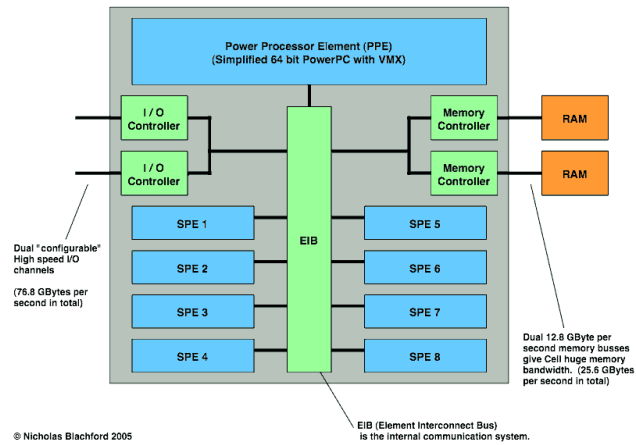 Power Processor Element (PPE)
(Simplified 64 bit PowerPC with VMX)
I / O
Controller
Memory
Controller
RAM
I / O
Controller
Memory
Controller
RAM
EIB
SPE 1
SPE 5
SPE 2
SPE 6
SPE 3
SPE 7
SPE 4
SPE 8
Dual "configurable"
High speed I/O
channels
(76.8 GBytes per
second in total)
Dual 12.8 GByte per
second memory busses
give Cell huge memory
bandwidth. (25.6 GBytes
per second in total)
EIB (Element Interconnect Bus)
is the internal communication system.
© Nicholas Blachford 2005